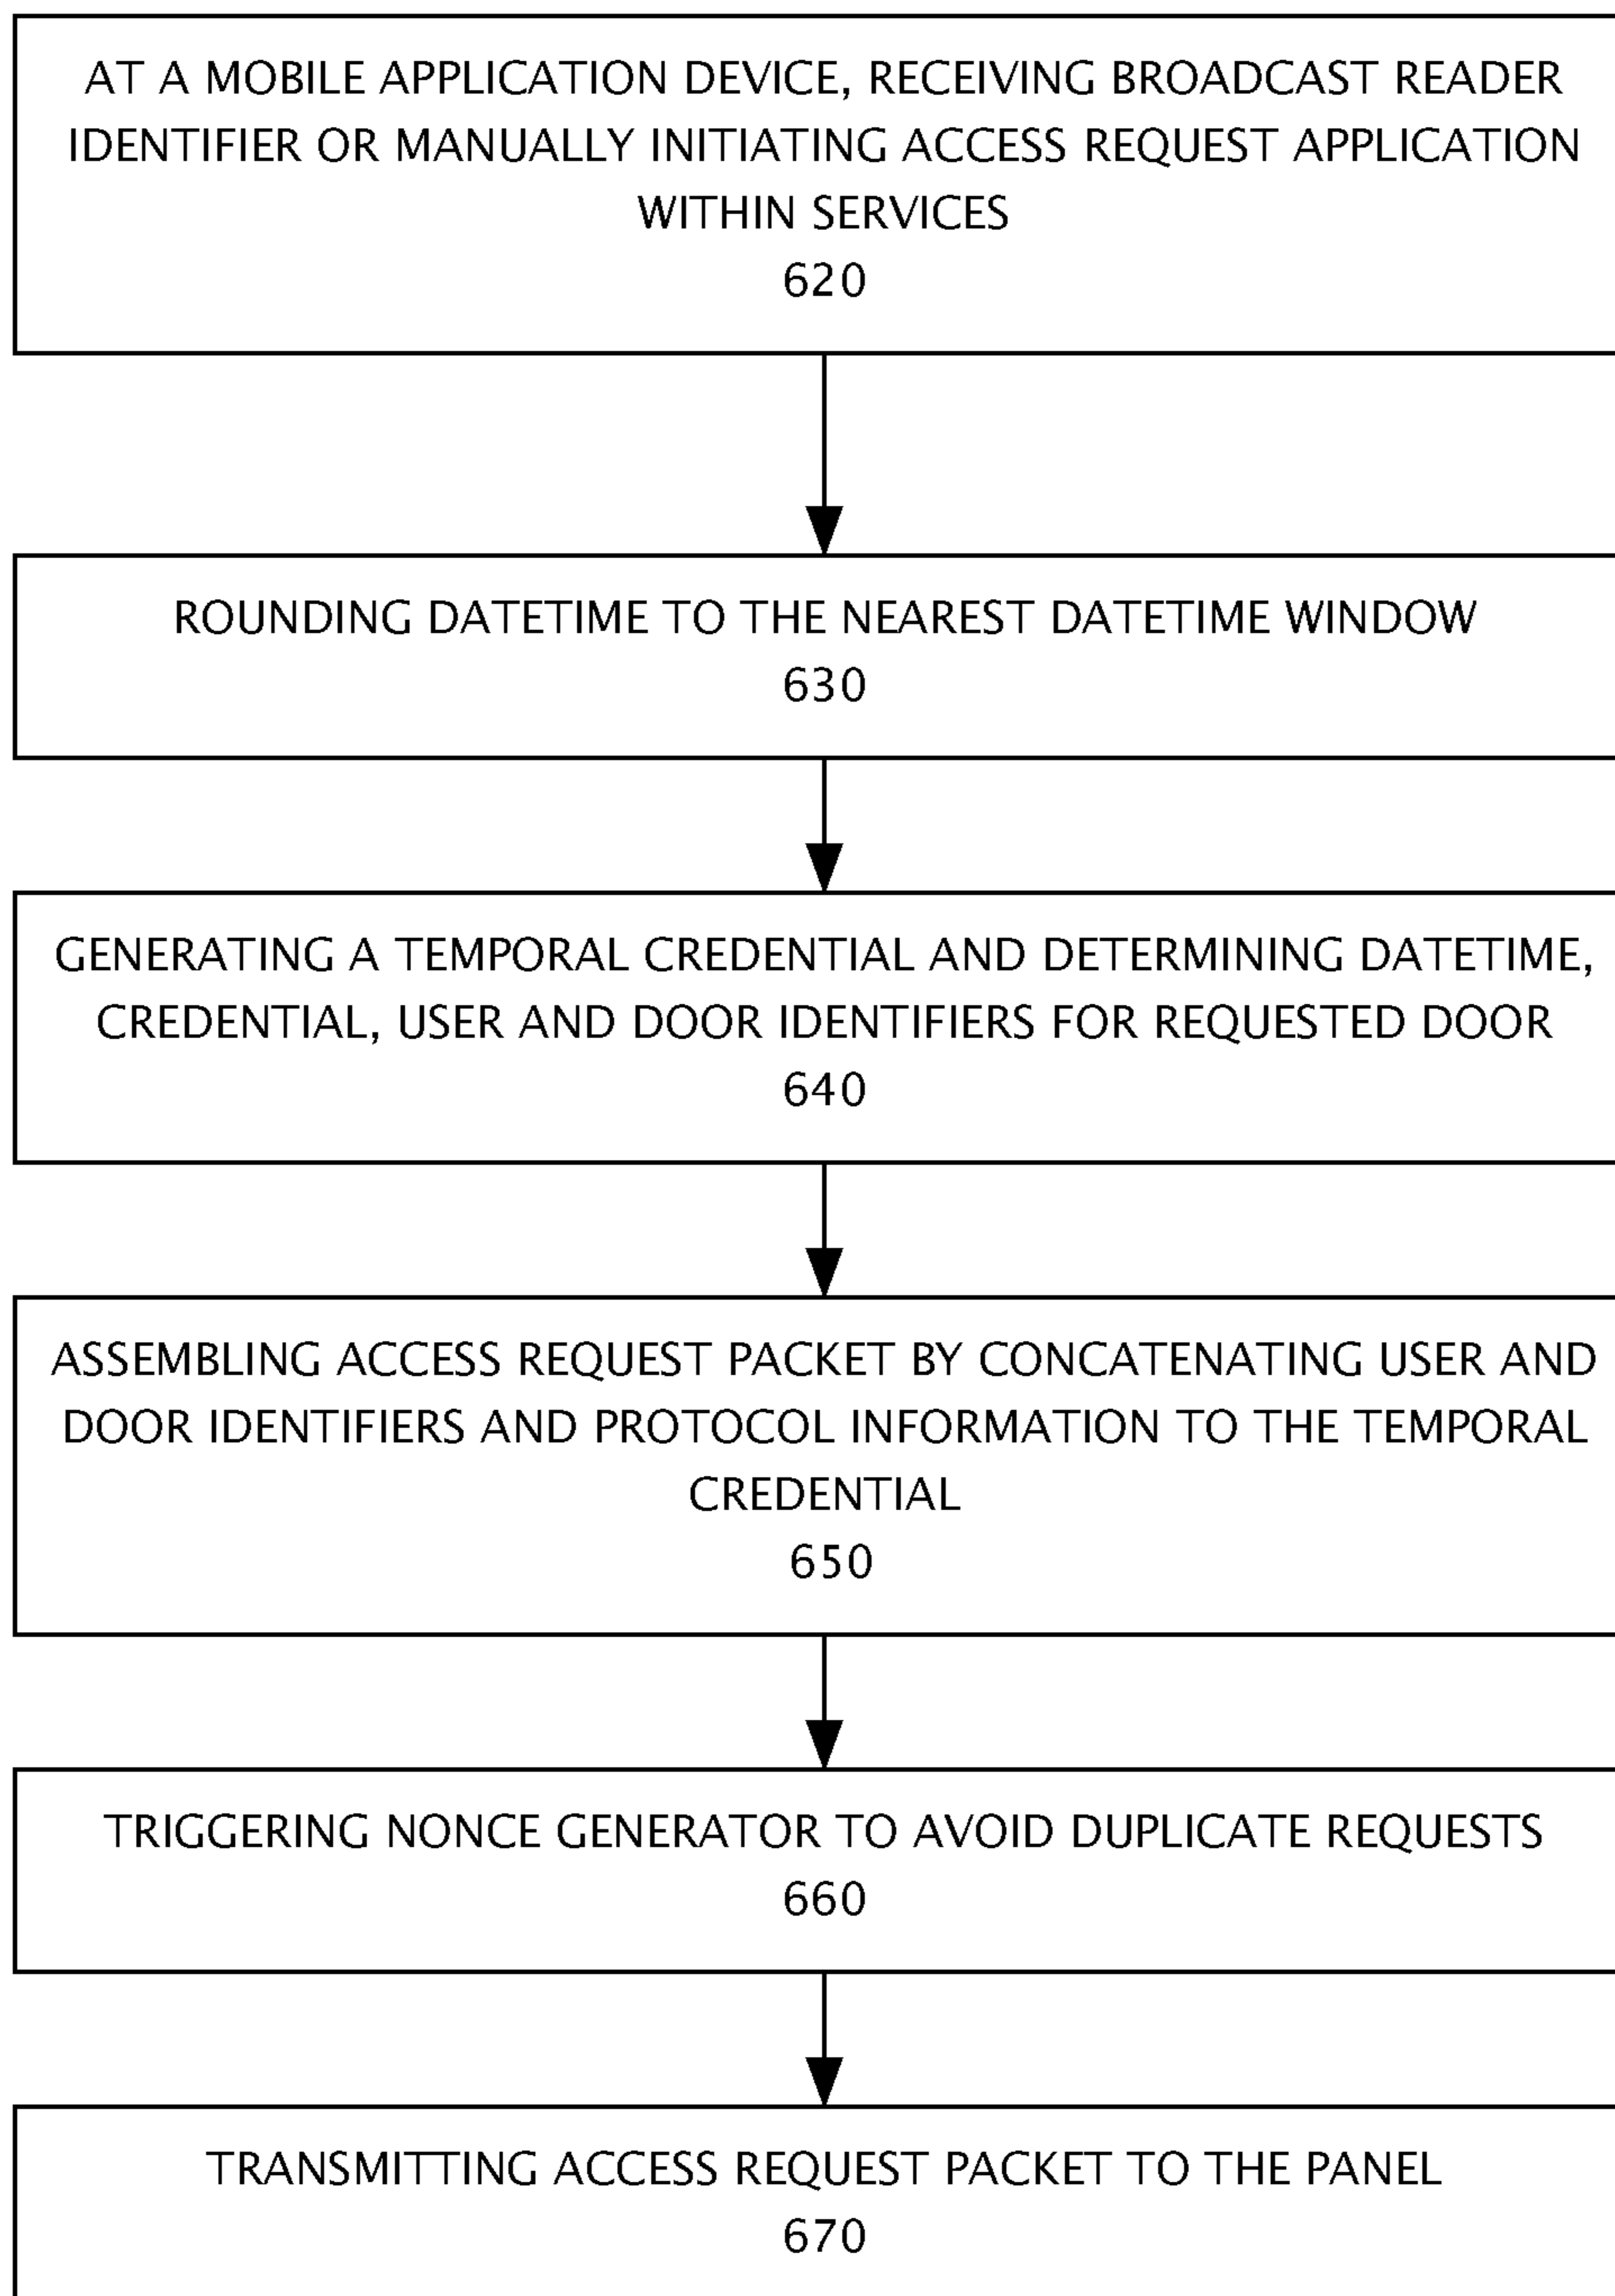 AT A MOBILE APPLICATION DEVICE, RECEIVING BROADCAST READER
IDENTIFIER OR MANUALLY INITIATING ACCESS REQUEST APPLICATION
WITHIN SERVICES
620
ROUNDING DATETIME TO THE NEAREST DATETIME WINDOW
630
GENERATING A TEMPORAL CREDENTIAL AND DETERMINING DATETIME,
CREDENTIAL, USER AND DOOR IDENTIFIERS FOR REQUESTED DOOR
640
ASSEMBLING ACCESS REQUEST PACKET BY CONCATENATING USER AND
DOOR IDENTIFIERS AND PROTOCOL INFORMATION TO THE TEMPORAL
CREDENTIAL
650
TRIGGERING NONCE GENERATOR TO AVOID DUPLICATE REQUESTS
660
TRANSMITTING ACCESS REQUEST PACKET TO THE PANEL
670